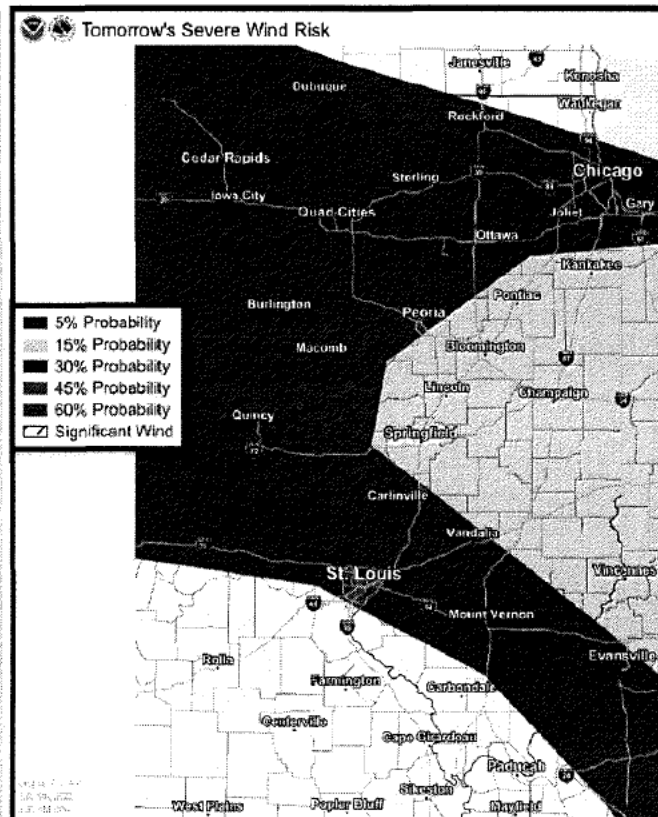 Tomorrow's Severe Wind Risk
Janesville
Kenosha
Dubuque
Waukegan
Rockford
Cedar Rapids
Sterling
Chicago
Iowa City
Quad-Cities
Joliet
Gary
Ottawa
Kankakee
Pontiac
Burlington
Peoria
5% Probability
15% Probability
Macomb
Bloomington
30% Probability
45% Probability
Lincoln
Champaign
60% Probability
Quincy
Significant Wind
Springfield
Carlinville
Vandalia
St. Louis
Vincennes
Mount Vernon
Rolla
Evansville
Farmington
Carbondale
Centerville
Cape Girardeau
Paducah
Sikeston
West Plains
Poplar Bluff
Mayfield